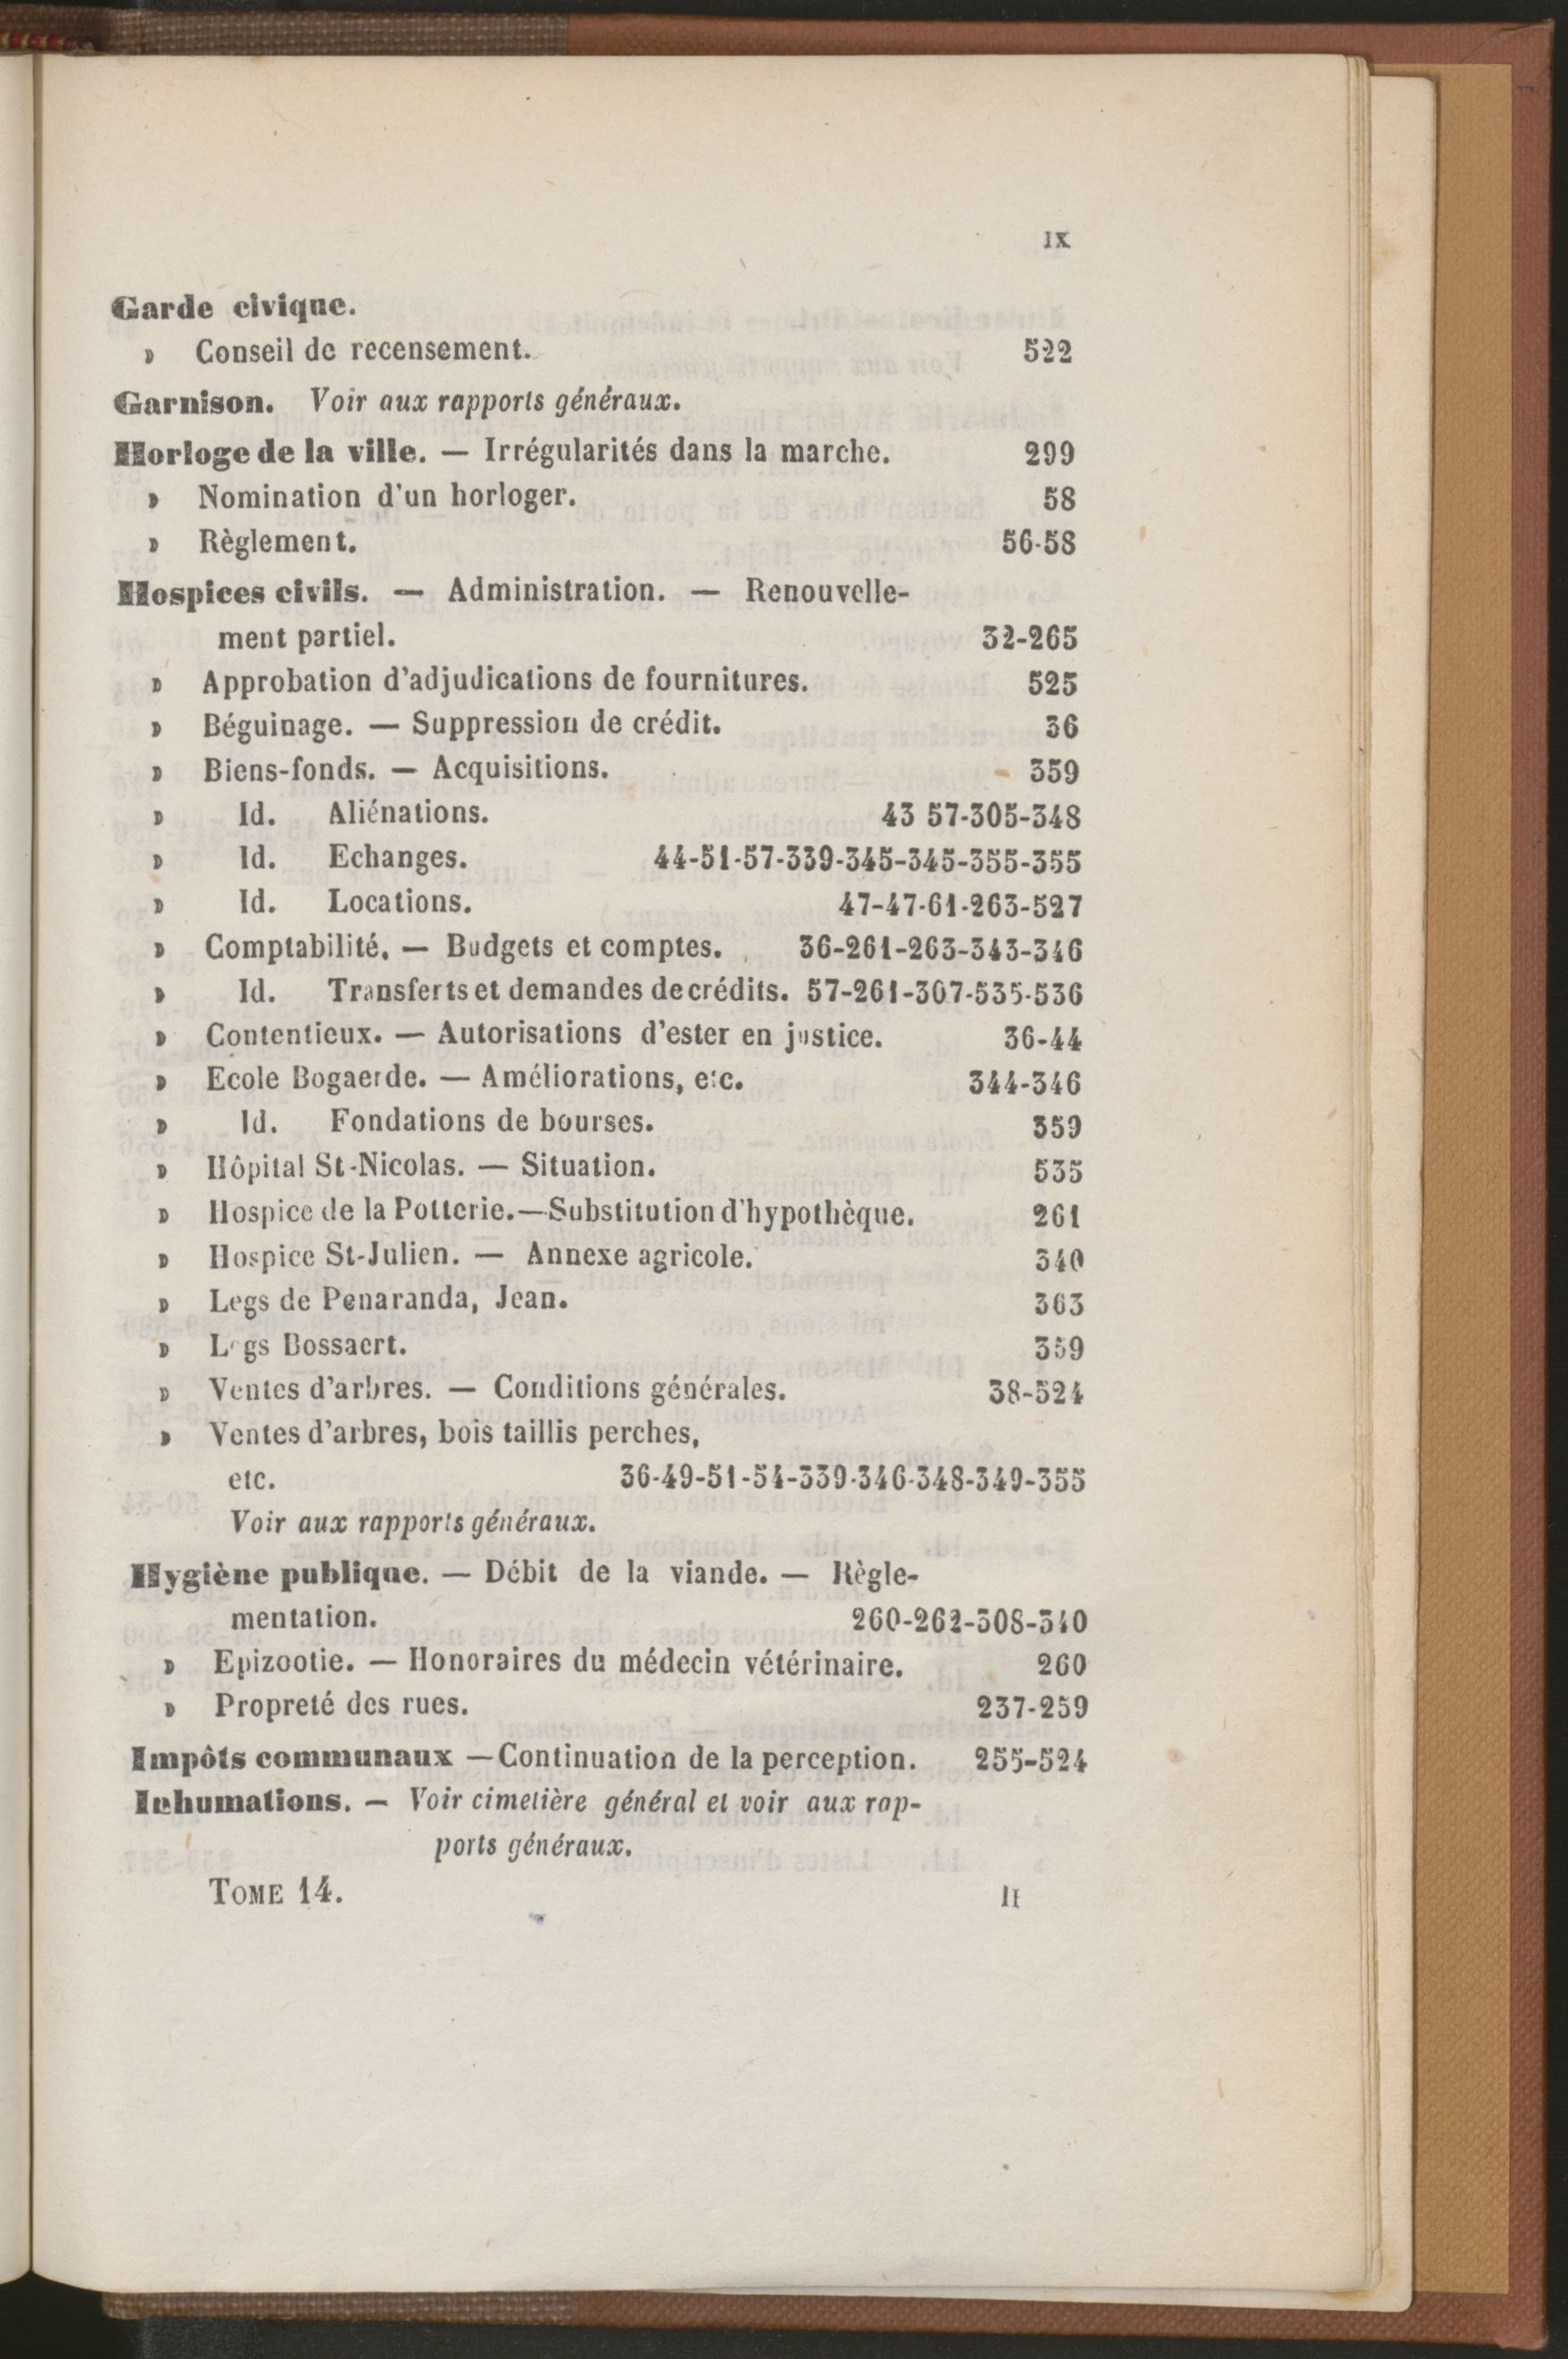 IX
Garde civique.
» Conseil de recensement. 522
Garnison. Voir aux rapports généraux.
Horloge de la ville. — Irrégularités dans la marche. 299
» Nomination d'un horloger. 58
» Règlement. 56-58
Hospices civils. — Administration. — Renouvelle-
ment partiel. 32-265
» Approbation d'adjudications de fournitures. 525
» Béguinage. — Suppression de crédit. 36
» Biens-fonds. — Acquisitions. 359
» Id. Aliénations. 43 57-305-348
» Id. Echanges. 44-51-57-339-345-345-355-355
» Id. Locations. 47-47-61-263-527
» Comptabilité. — Budgets et comptes. 36-261-263-343-346
» Id. Transferts et demandes de crédits. 57-261-307-535-536
» Contentieux. — Autorisations d'ester en justice. 36-44
» Ecole Bogaerde. — Améliorations, etc. 344-346
» Id. Fondations de bourses. 359
» Hôpital St-Nicolas. — Situation. 535
» Hospice de la Potterie.—Substitution d'hypothèque. 261
» Hospice St-Julien. — Annexe agricole. 340
» Legs de Penaranda, Jean. 363
» Legs Bossaert. 359
» Ventes d'arbres. — Conditions générales. 38-524
» Ventes d'arbres, bois taillis perches,
etc. 36-49-51-54-339-346-348-349-355
Voir aux rapports généraux.
Hygiène publique. — Débit de la viande. — Règle-
mentation. 260-262-308-340
» Epizootie. — Honoraires du médecin vétérinaire. 260
» Propreté des rues. 237-259
Impôts communaux — Continuation de la perception. 255-524
Inhumations. — Voir cimetière général et voir aux rap-
ports généraux.
TOME 14. II